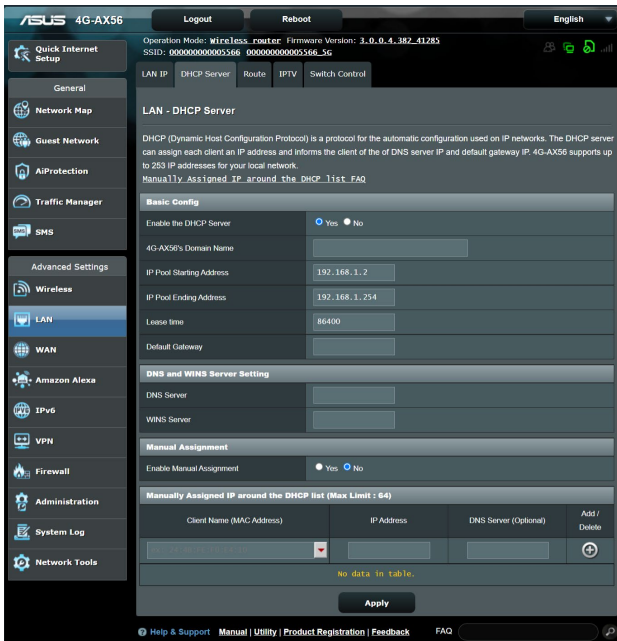 ASUS 4G-AX56 Logout Reboot English
Operation Mode: Wireless router Firmware Version: 3.0.0.4.382_41285
SSID: 000000000005566 000000000005566_5G
Quick Internet
Setup
General
Network Map
Guest Network
AiProtection
Traffic Manager
SMS SMS
Advanced Settings
Wireless
LAN
WAN
Amazon Alexa
IPv6 IPv6
VPN
Firewall
Administration
System Log
Network Tools
LAN IP DHCP Server Route IPTV Switch Control
LAN - DHCP Server
DHCP (Dynamic Host Configuration Protocol) is a protocol for the automatic configuration used on IP networks. The DHCP server
can assign each client an IP address and informs the client of the of DNS server IP and default gateway IP. 4G-AX56 supports up
to 253 IP addresses for your local network.
Manually Assigned IP around the DHCP list FAQ
Basic Config
Enable the DHCP Server Yes No
4G-AX56's Domain Name
IP Pool Starting Address 192.168.1.2
IP Pool Ending Address 192.168.1.254
Lease time 86400
Default Gateway
DNS and WINS Server Setting
DNS Server
WINS Server
Manual Assignment
Enable Manual Assignment Yes No
Manually Assigned IP around the DHCP list (Max Limit : 64)
Client Name (MAC Address) IP Address DNS Server (Optional) Add /
Delete
No data in table.
Apply
Help & Support Manual | Utility | Product Registration | Feedback FAQ